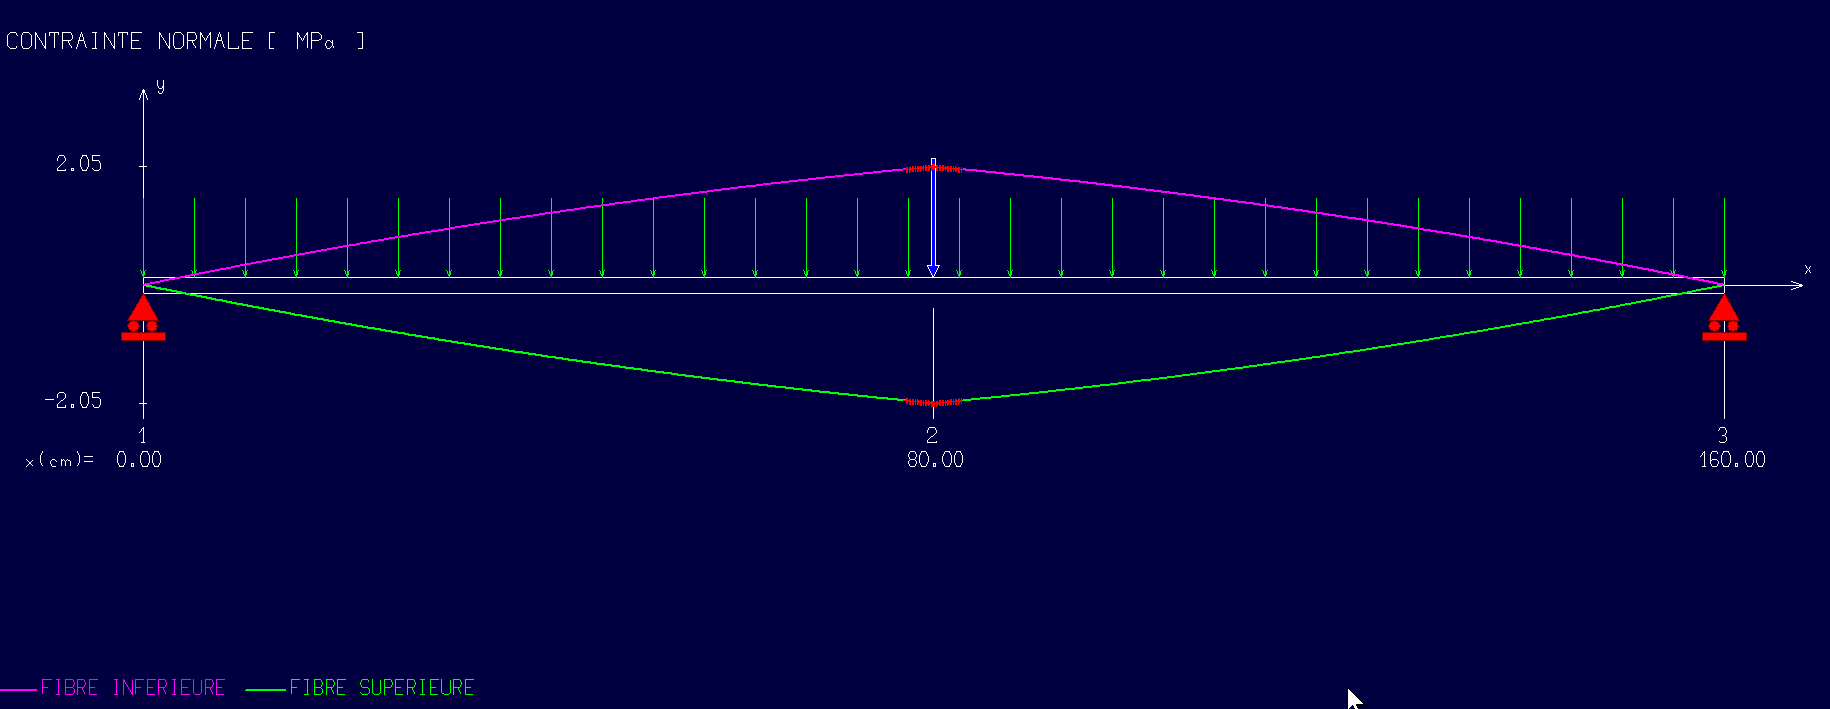 CONTRAINTE NORMALE [ MPa ]
y
2.05
x
-2.05
1 2 3
x(cm)= 0.00 80.00 160.00
FIBRE INFERIEURE FIBRE SUPERIEURE